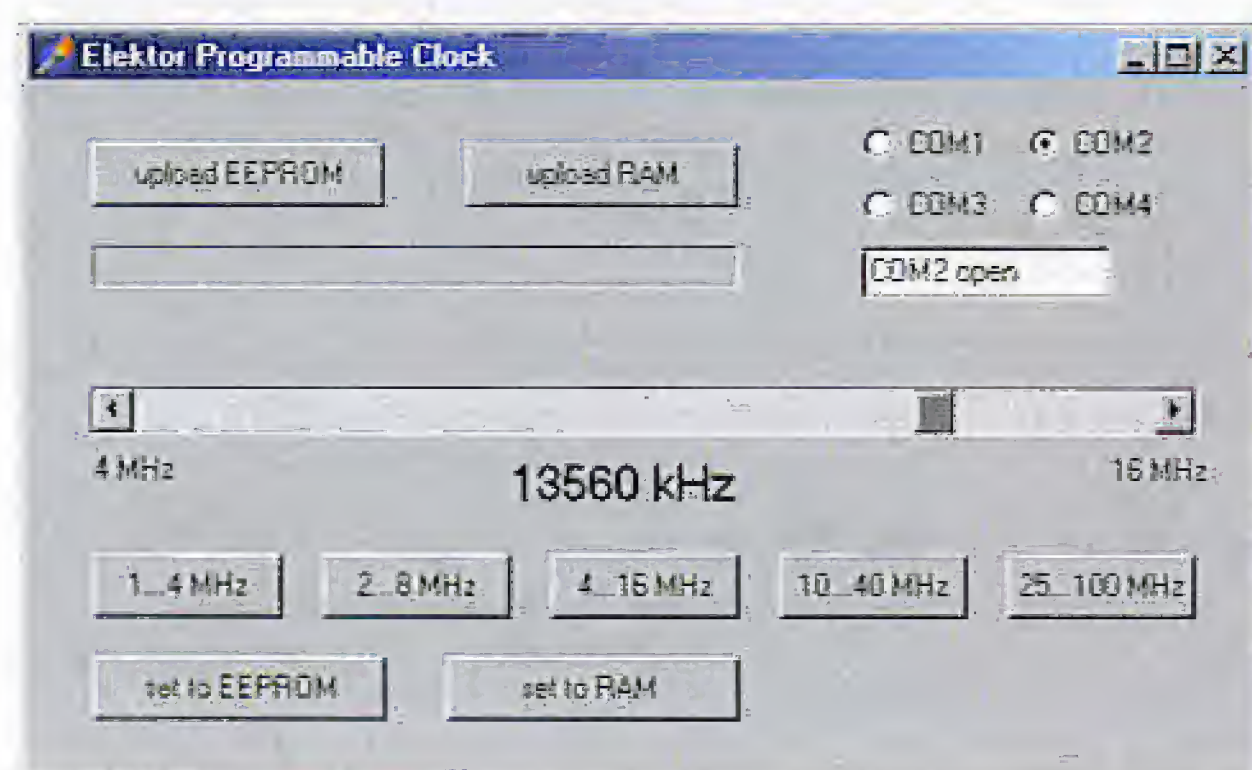 Elektor Programmable Clock
upload EEPROM upload RAM COM1 COM2
COM3 COM4
COM2 open
4 MHz 13560 kHz 16 MHz
1...4 MHz 2...8 MHz 4...16 MHz 10...40 MHz 25...100 MHz
set to EEPROM set to RAM